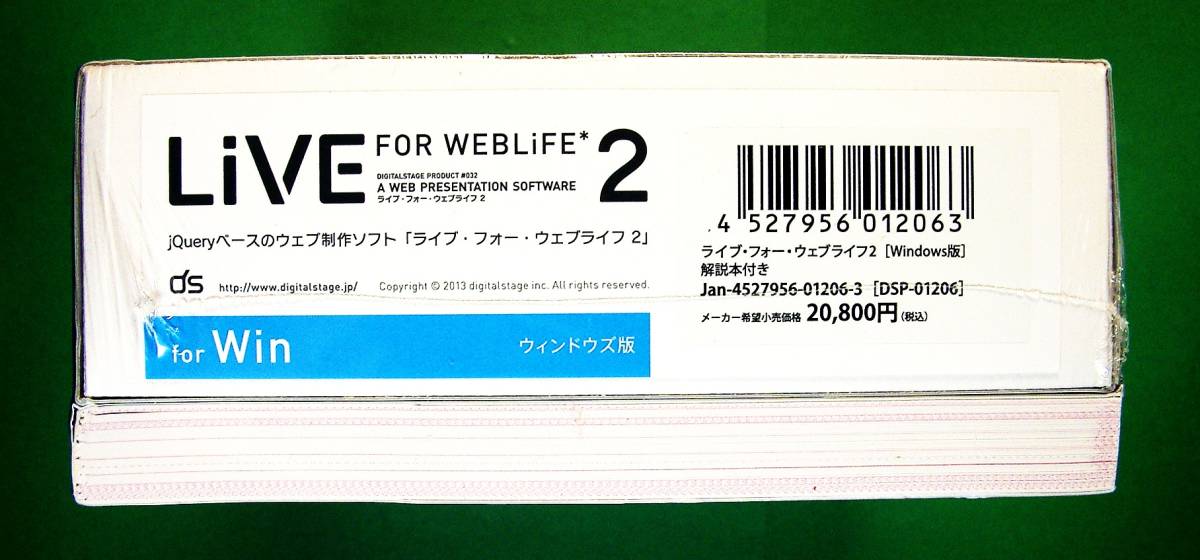 LiVE FOR WEBLiFE* 2
DIGITALSTAGE PRODUCT #032
A WEB PRESENTATION SOFTWARE
ライブ・フォー・ウェブライフ 2
jQueryベースのウェブ制作ソフト「ライブ・フォー・ウェブライフ 2」
ds http://www.digitalstage.jp/ Copyright © 2013 digitalstage inc. All rights reserved.
for Win ウィンドウズ版
4 527956 012063
ライブ・フォー・ウェブライフ2［Windows版］
解説本付き
Jan-4527956-01206-3［DSP-01206］
メーカー希望小売価格 20,800円（税込）